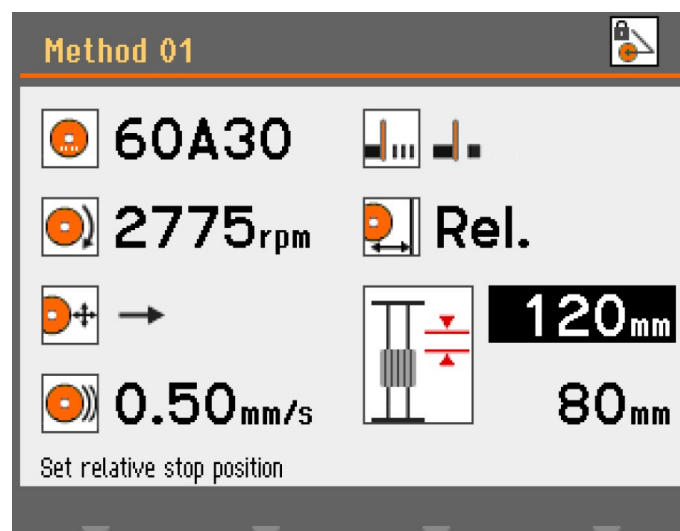 Method 01
60A30
2775rpm
Rel.
120mm
0.50mm/s
80mm
Set relative stop position